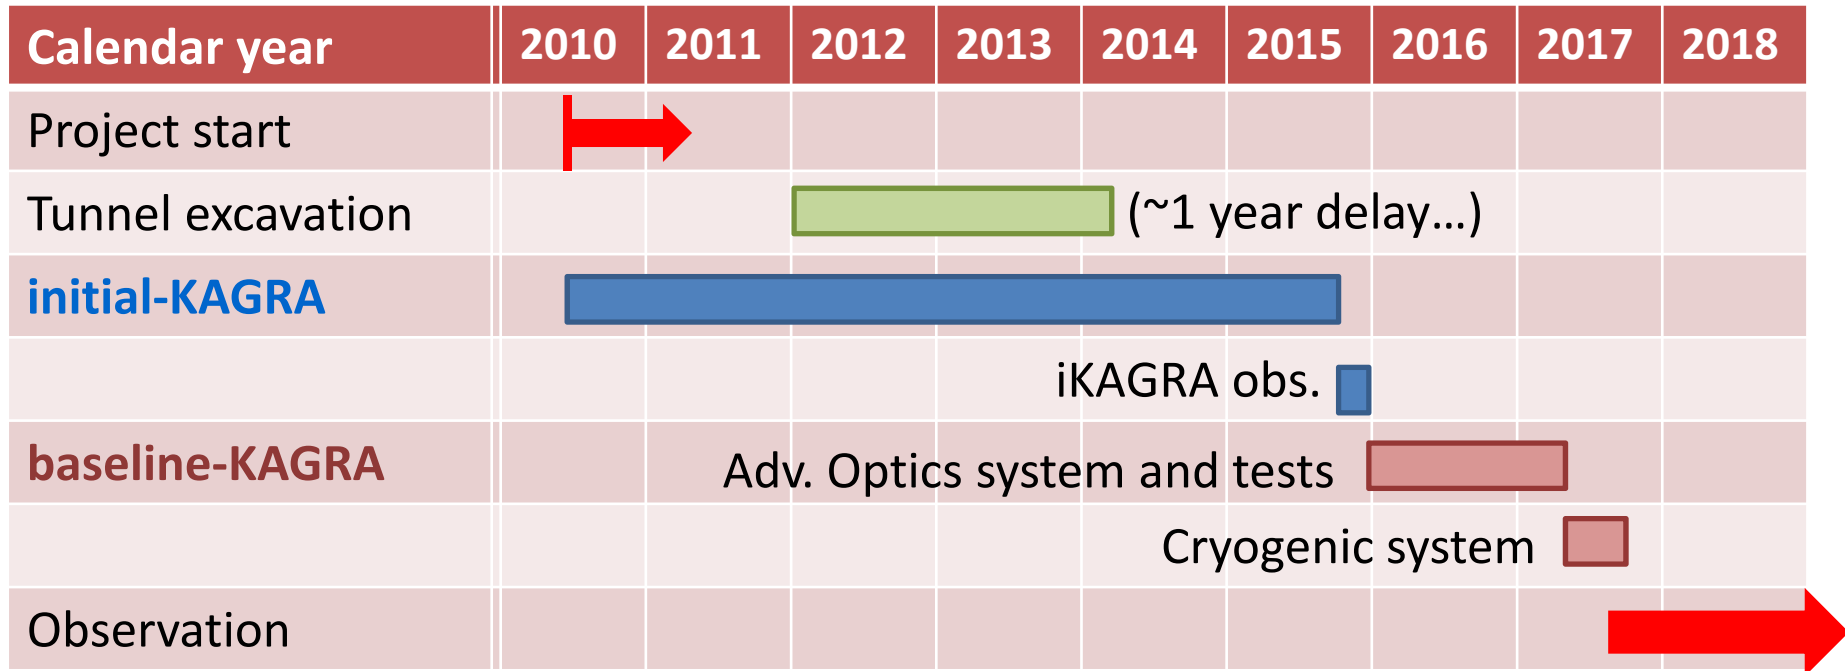 Calendar year 2010 2011 2012 2013 2014 2015 2016 2017 2018
Project start
Tunnel excavation (~1 year delay...)
initial-KAGRA
iKAGRA obs.
baseline-KAGRA Adv. Optics system and tests
Cryogenic system
Observation